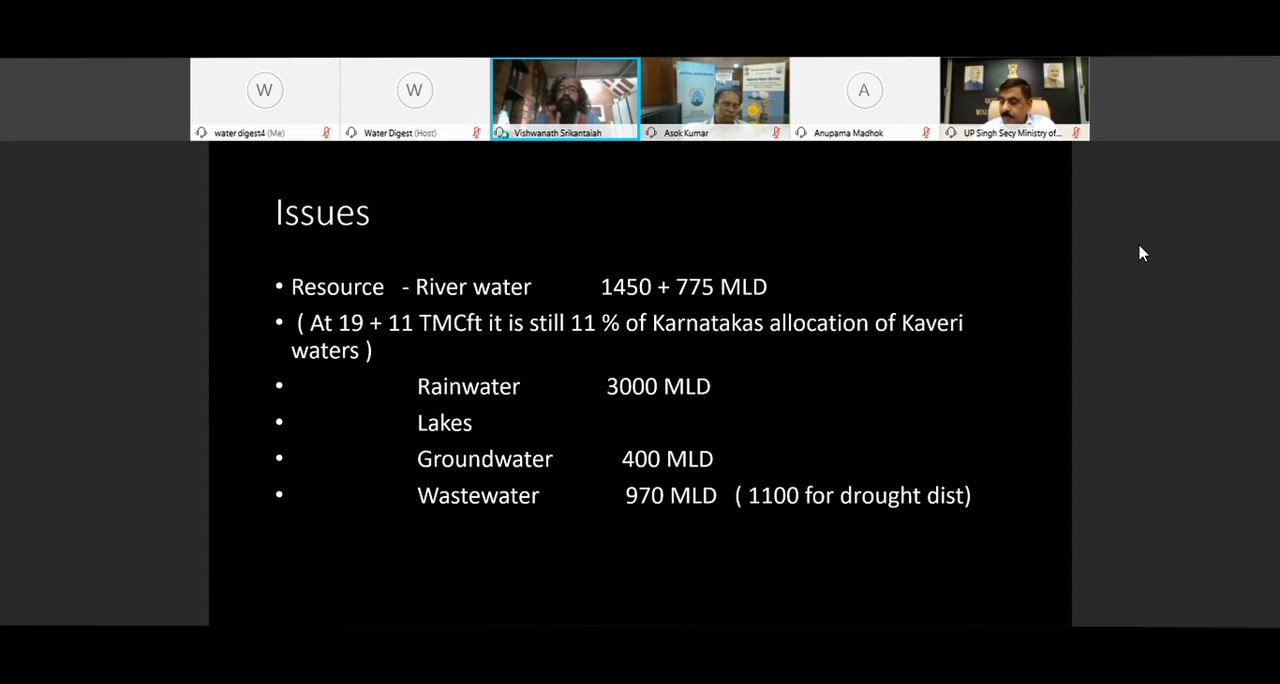 W
W
A
water digest4 (Me)
Water Digest (Host)
Vishwanath Srikantaiah
Asok Kumar
Anupama Madhok
UP Singh Secy Ministry of...
Issues
• Resource - River water 1450 + 775 MLD
• ( At 19 + 11 TMCft it is still 11 % of Karnatakas allocation of Kaveri
waters )
• Rainwater 3000 MLD
• Lakes
• Groundwater 400 MLD
• Wastewater 970 MLD ( 1100 for drought dist)